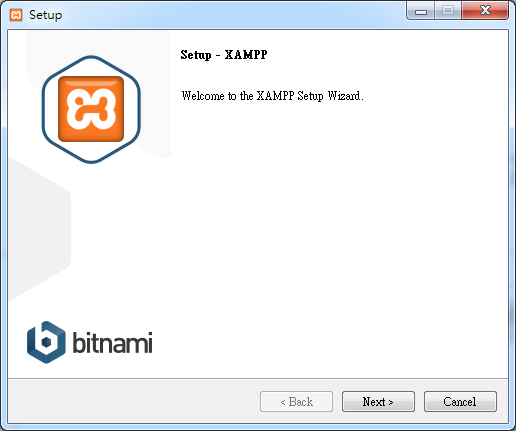 Setup
Setup - XAMPP
Welcome to the XAMPP Setup Wizard.
bitnami
< Back
Next >
Cancel